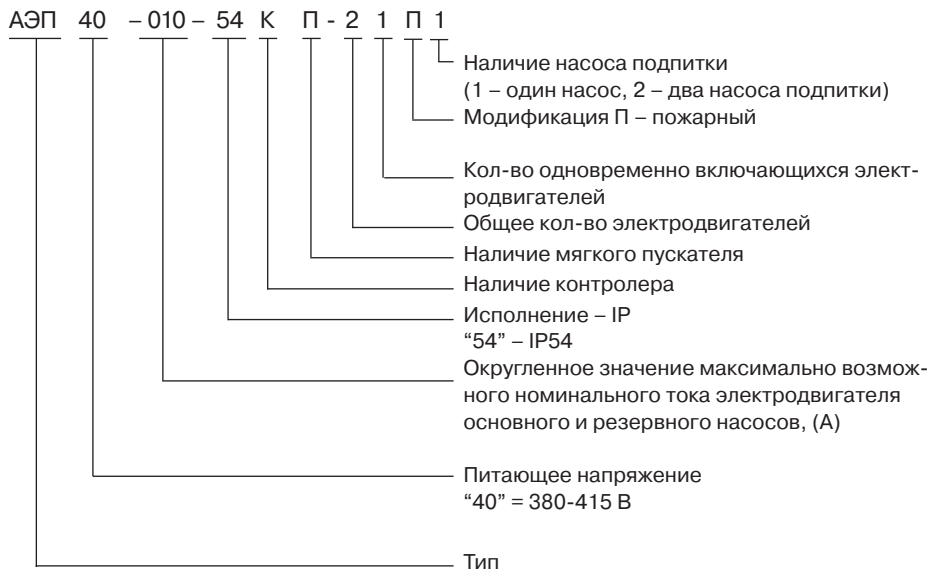 АЭП 40 – 010 – 54 К П - 2 1 П 1
Наличие насоса подпитки
(1 – один насос, 2 – два насоса подпитки)
Модификация П – пожарный
Кол-во одновременно включающихся элект-
родвигателей
Общее кол-во электродвигателей
Наличие мягкого пускателя
Наличие контролера
Исполнение – IP
“54” – IP54
Округленное значение максимально возмож-
ного номинального тока электродвигателя
основного и резервного насосов, (А)
Питающее напряжение
“40” = 380-415 В
Тип